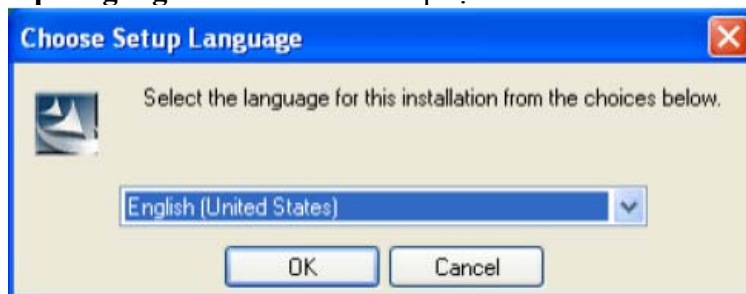 Choose Setup Language
Select the language for this installation from the choices below.
English (United States)
OK
Cancel